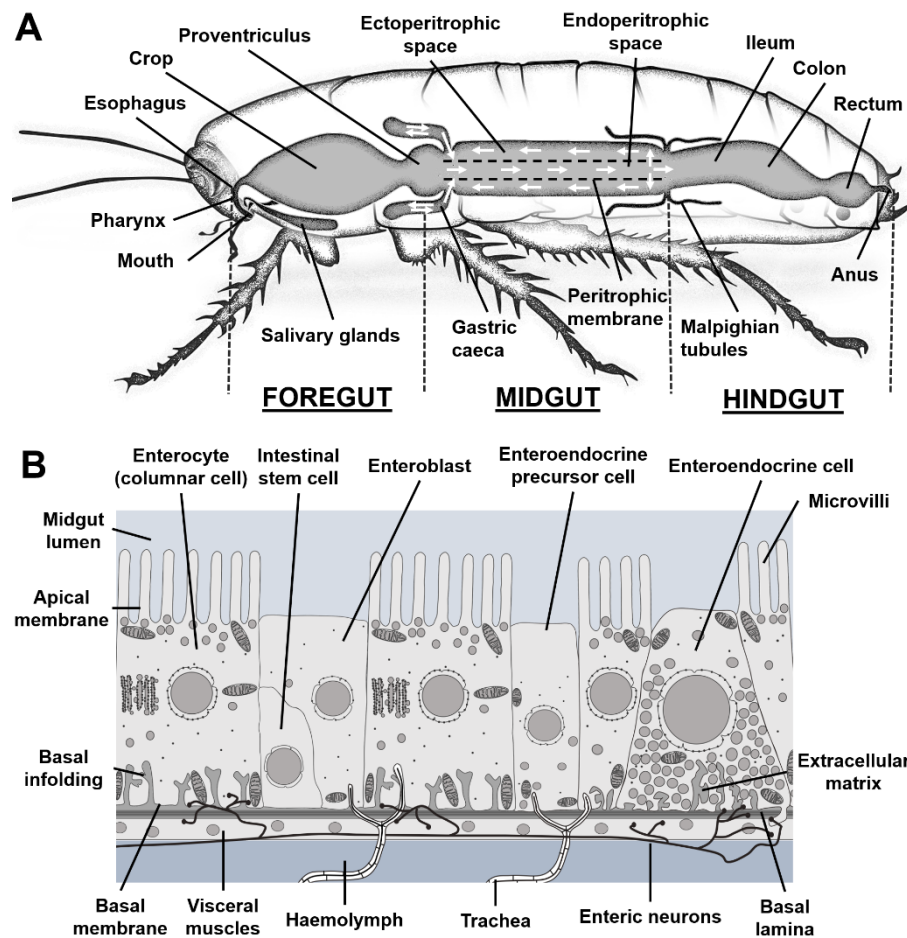 A
Proventriculus
Crop
Esophagus
Ectoperitrophic
space
Endoperitrophic
space
Ileum
Colon
Rectum
Pharynx
Mouth
Salivary glands
Gastric
caeca
Peritrophic
membrane
Malpighian
tubules
Anus
FOREGUT
MIDGUT
HINDGUT
B
Enterocyte
(columnar cell)
Intestinal
stem cell
Enteroblast
Enteroendocrine
precursor cell
Enteroendocrine cell
Microvilli
Midgut
lumen
Apical
membrane
Basal
infolding
Extracellular
matrix
Basal
membrane
Visceral
muscles
Haemolymph
Trachea
Enteric neurons
Basal
lamina